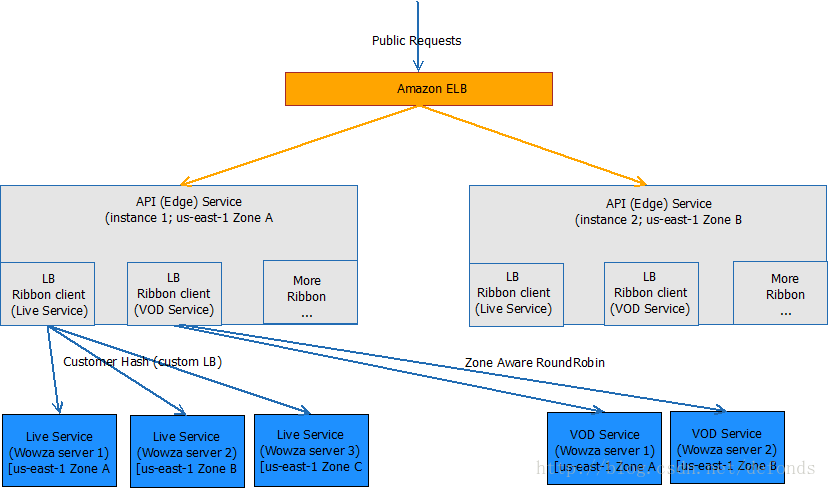 Public Requests
Amazon ELB
API (Edge) Service
(instance 1; us-east-1 Zone A
API (Edge) Service
(instance 2; us-east-1 Zone B
LB
Ribbon client
(Live Service)
LB
Ribbon client
(VOD Service)
More
Ribbon
...
LB
Ribbon client
(Live Service)
LB
Ribbon client
(VOD Service)
More
Ribbon
...
Customer Hash (custom LB)
Zone Aware RoundRobin
Live Service
(Wowza server 1)
[us-east-1 Zone A
Live Service
(Wowza server 2)
[us-east-1 Zone B
Live Service
(Wowza server 3)
[us-east-1 Zone C
VOD Service
(Wowza server 1)
[us-east-1 Zone A
VOD Service
(Wowza server 2)
[us-east-1 Zone B
http://blog.csdn.net/defonds